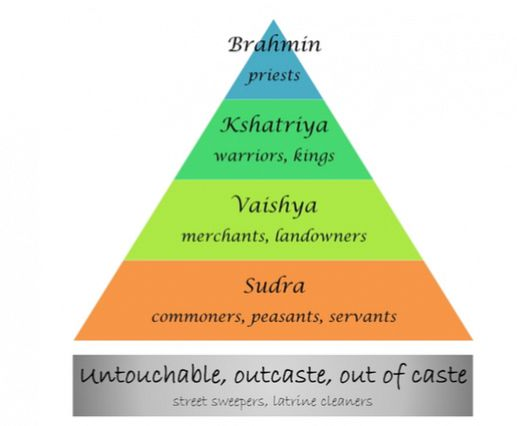 Brahmin
priests
Kshatriya
warriors, kings
Vaishya
merchants, landowners
Sudra
commoners, peasants, servants
Untouchable, outcaste, out of caste
street sweepers, latrine cleaners